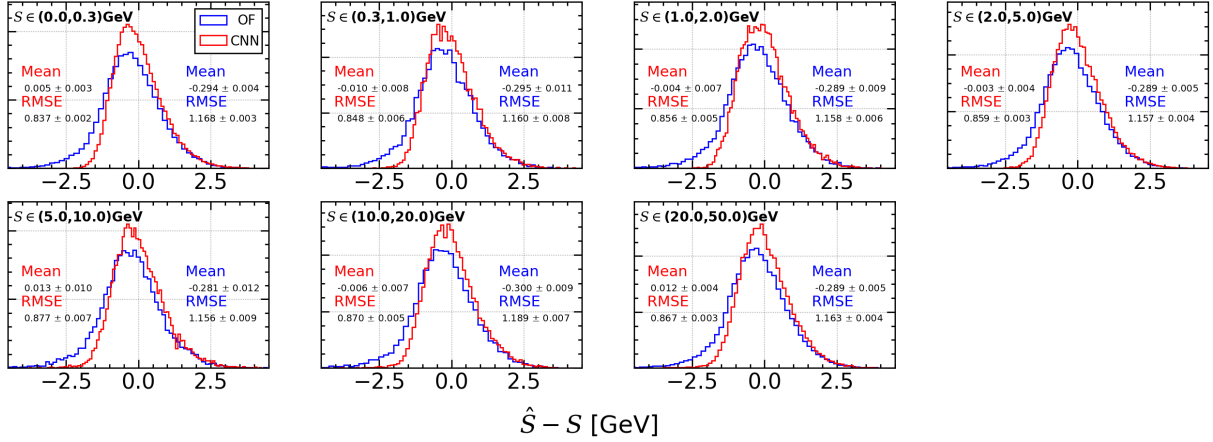 S ∈ (0.0,0.3)GeV
OF
CNN
Mean
0.005 ± 0.003
RMSE
0.837 ± 0.002
Mean
-0.294 ± 0.004
RMSE
1.168 ± 0.003
−2.5 0.0 2.5
S ∈ (0.3,1.0)GeV
Mean
-0.010 ± 0.008
RMSE
0.848 ± 0.006
Mean
-0.295 ± 0.011
RMSE
1.160 ± 0.008
−2.5 0.0 2.5
S ∈ (1.0,2.0)GeV
Mean
-0.004 ± 0.007
RMSE
0.856 ± 0.005
Mean
-0.289 ± 0.009
RMSE
1.158 ± 0.006
−2.5 0.0 2.5
S ∈ (2.0,5.0)GeV
Mean
-0.003 ± 0.004
RMSE
0.859 ± 0.003
Mean
-0.289 ± 0.005
RMSE
1.157 ± 0.004
−2.5 0.0 2.5
S ∈ (5.0,10.0)GeV
Mean
0.013 ± 0.010
RMSE
0.877 ± 0.007
Mean
-0.281 ± 0.012
RMSE
1.156 ± 0.009
−2.5 0.0 2.5
S ∈ (10.0,20.0)GeV
Mean
-0.006 ± 0.007
RMSE
0.870 ± 0.005
Mean
-0.300 ± 0.009
RMSE
1.189 ± 0.007
−2.5 0.0 2.5
S ∈ (20.0,50.0)GeV
Mean
0.012 ± 0.004
RMSE
0.867 ± 0.003
Mean
-0.289 ± 0.005
RMSE
1.163 ± 0.004
−2.5 0.0 2.5
Ŝ − S [GeV]